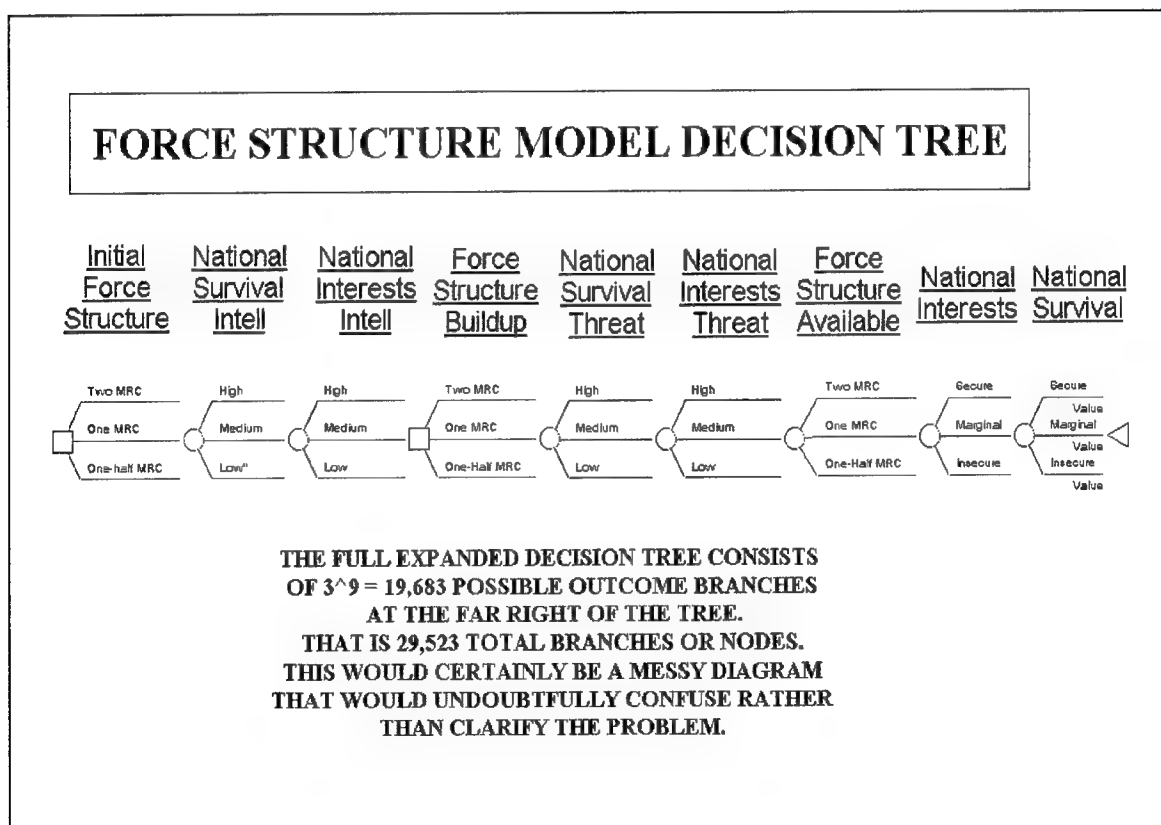 FORCE STRUCTURE MODEL DECISION TREE
Initial
Force
Structure
National
Survival
Intell
National
Interests
Intell
Force
Structure
Buildup
National
Survival
Threat
National
Interests
Threat
Force
Structure
Available
National
Interests
National
Survival
Two MRC
One MRC
One-half MRC
High
Medium
Low"
High
Medium
Low
Two MRC
One MRC
One-Half MRC
High
Medium
Low
High
Medium
Low
Two MRC
One MRC
One-Half MRC
Secure
Marginal
Insecure
Secure
Value
Marginal
Value
Insecure
Value
THE FULL EXPANDED DECISION TREE CONSISTS
OF 3^9 = 19,683 POSSIBLE OUTCOME BRANCHES
AT THE FAR RIGHT OF THE TREE.
THAT IS 29,523 TOTAL BRANCHES OR NODES.
THIS WOULD CERTAINLY BE A MESSY DIAGRAM
THAT WOULD UNDOUBTFULLY CONFUSE RATHER
THAN CLARIFY THE PROBLEM.